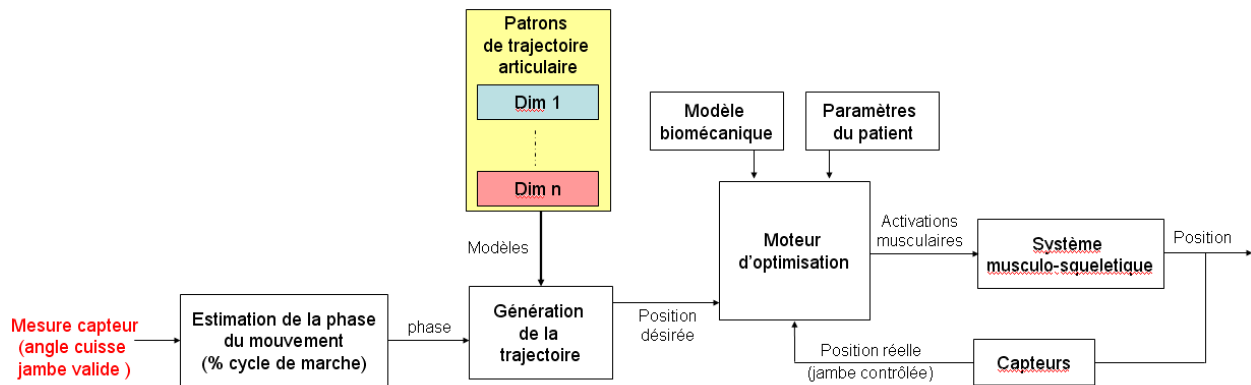 Patrons
de trajectoire
articulaire
Dim 1
Dim n
Modèles
Modèle
biomécanique
Paramètres
du patient
Mesure capteur
(angle cuisse
jambe valide )
Estimation de la phase
du mouvement
(% cycle de marche)
phase
Génération
de la
trajectoire
Position
désirée
Moteur
d'optimisation
Activations
musculaires
Système
musculo-squeletique
Position
Position réelle
(jambe contrôlée)
Capteurs